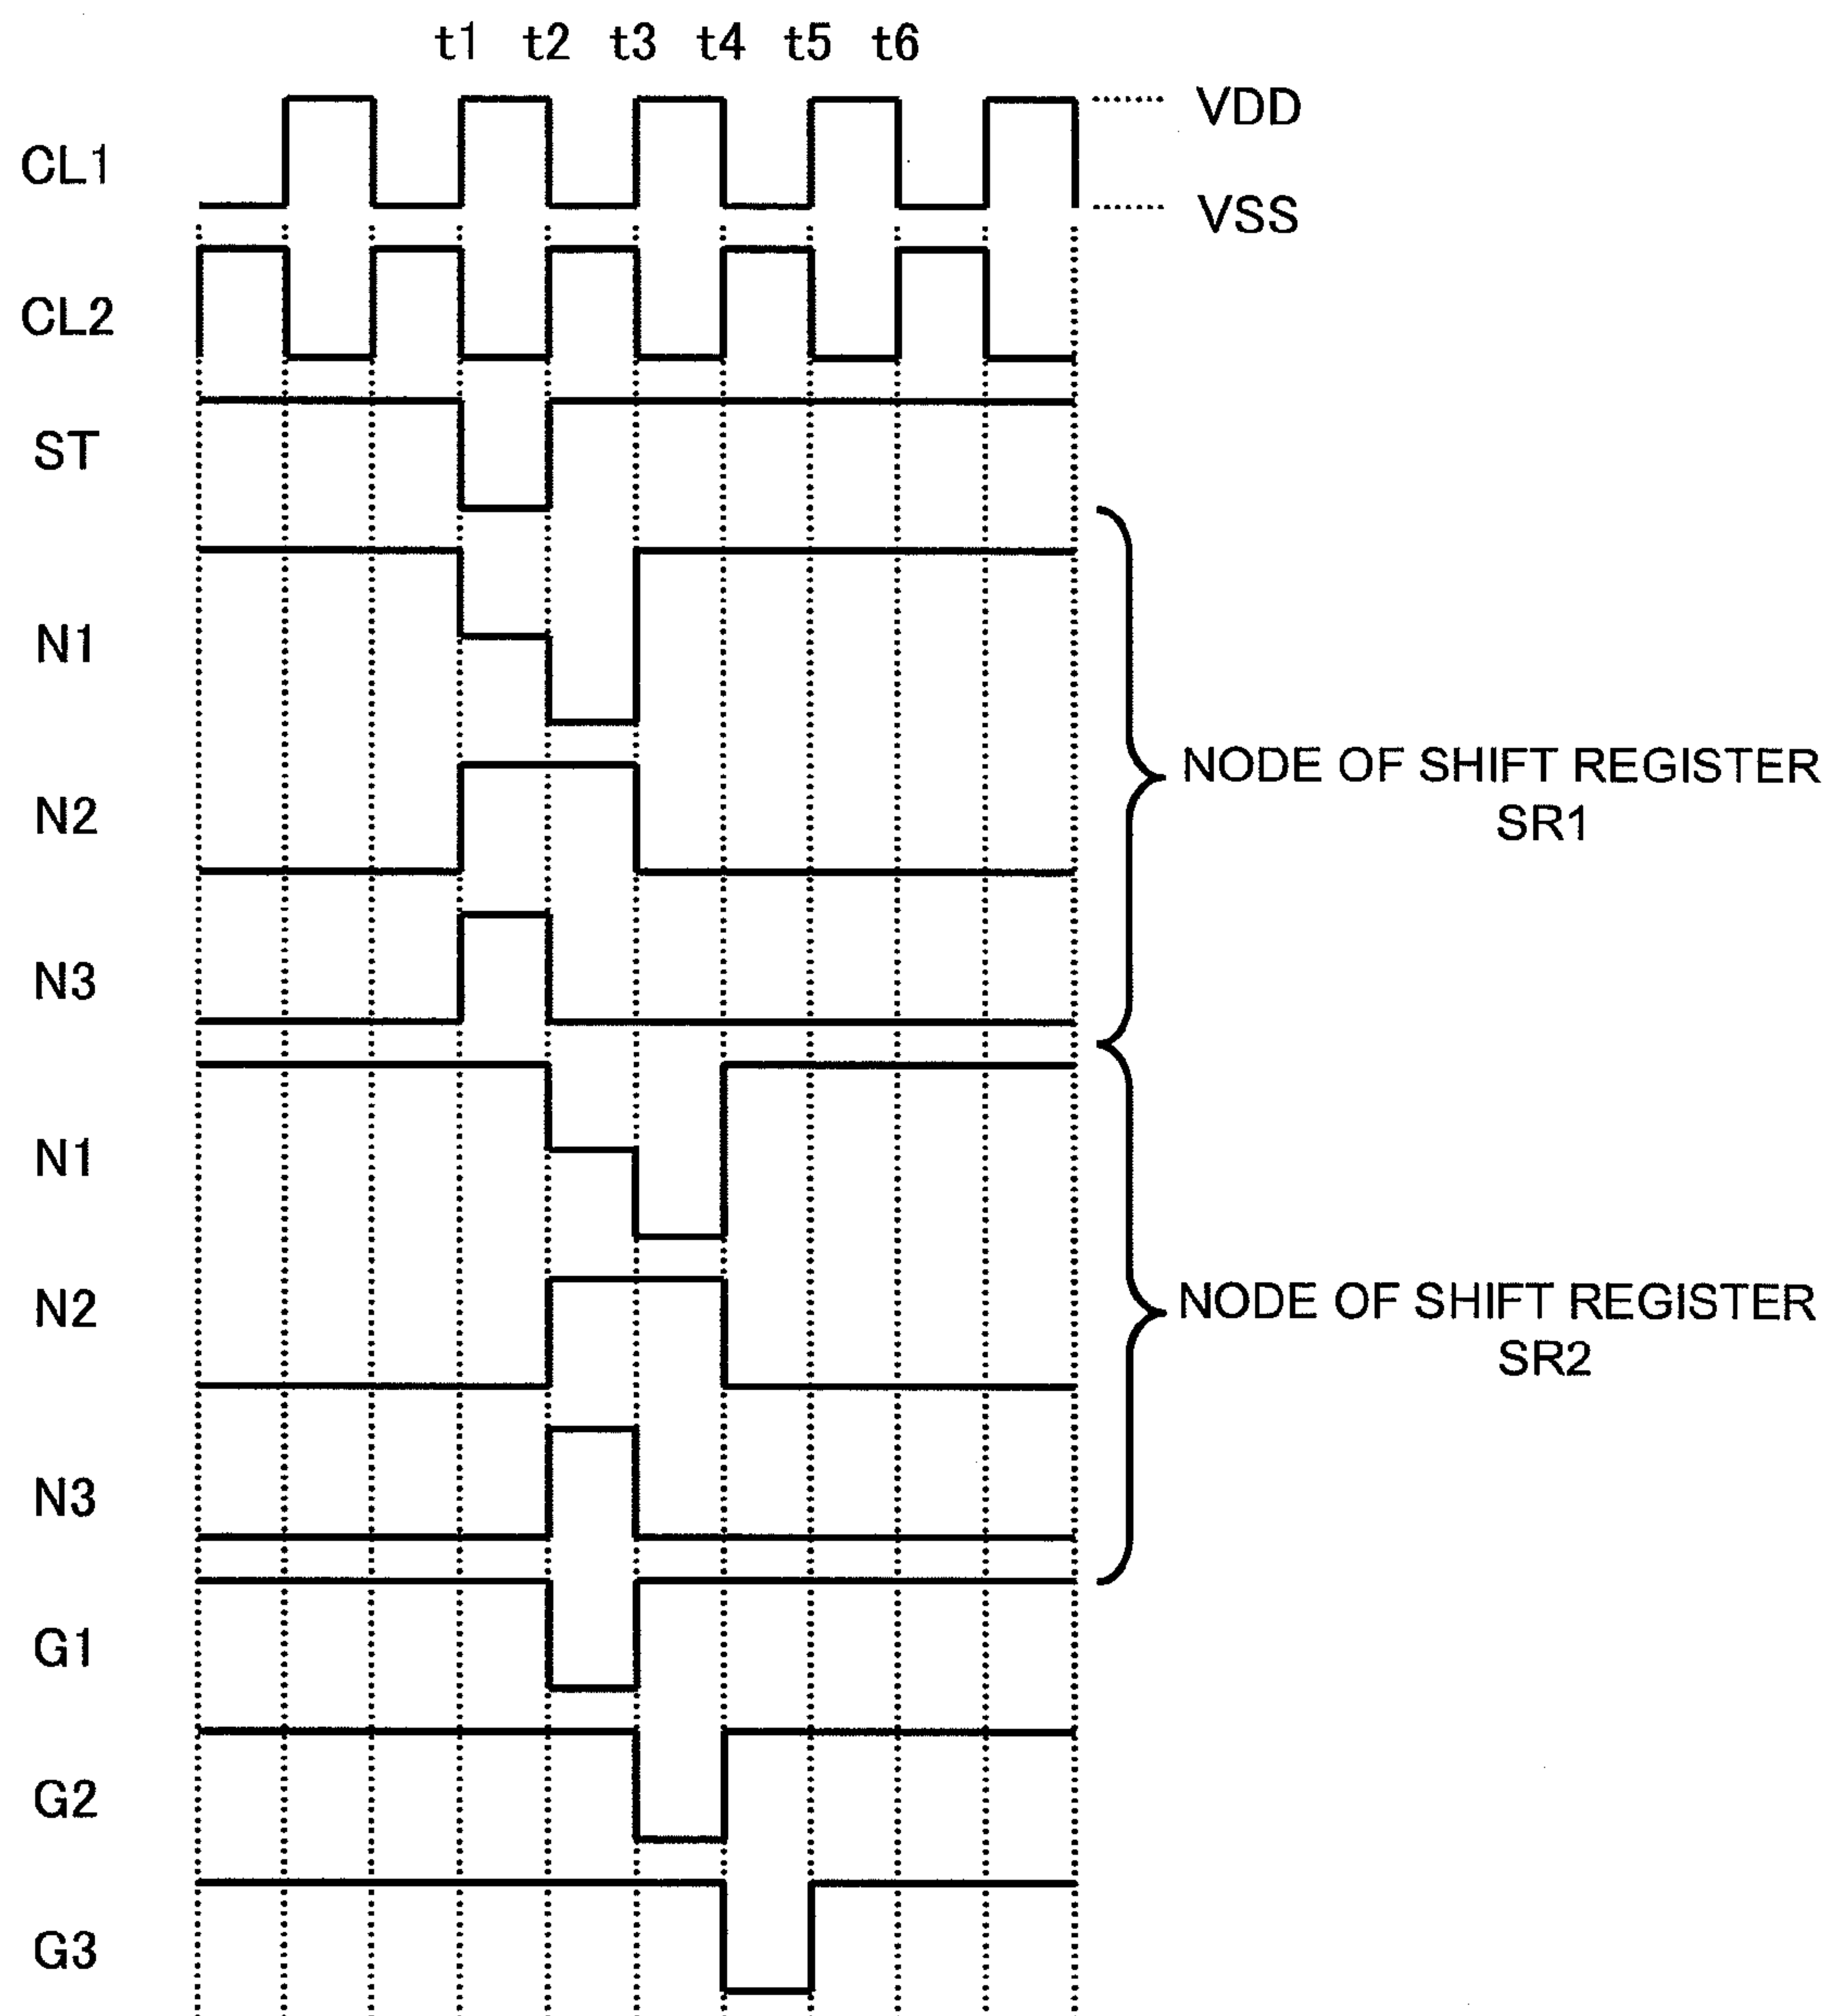 t1 t2 t3 t4 t5 t6
VDD
CL1
VSS
CL2
ST
N1
NODE OF SHIFT REGISTER
SR1
N2
N3
N1
NODE OF SHIFT REGISTER
SR2
N2
N3
G1
G2
G3